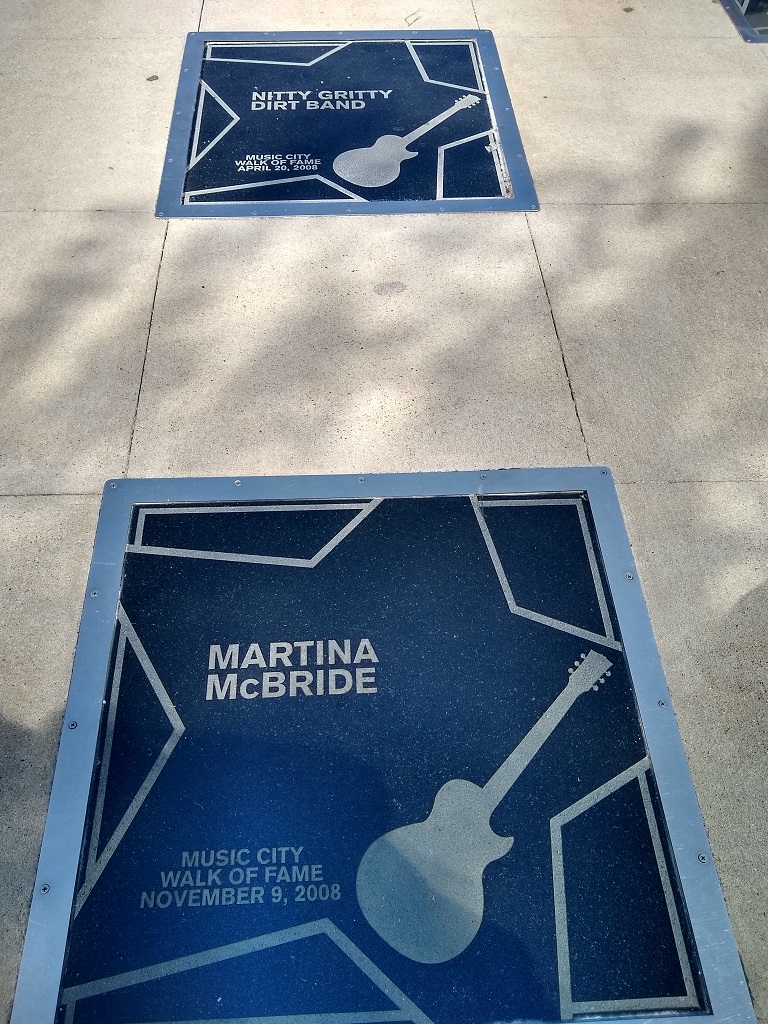 NITTY GRITTY
DIRT BAND
MUSIC CITY
WALK OF FAME
APRIL 20, 2008
MARTINA
McBRIDE
MUSIC CITY
WALK OF FAME
NOVEMBER 9, 2008